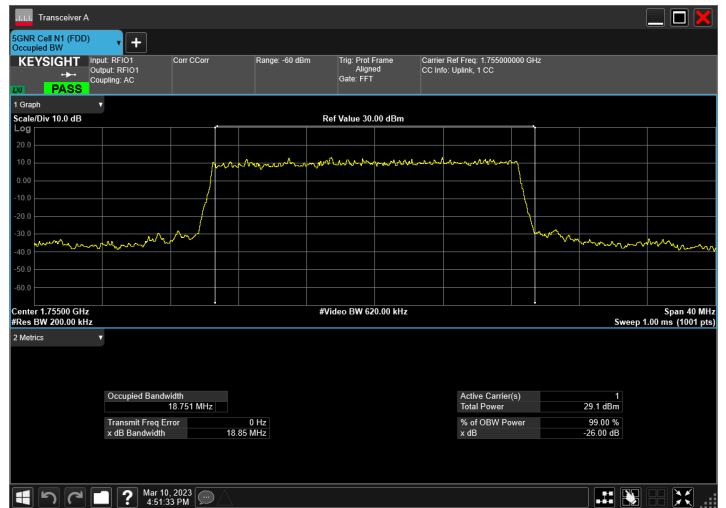 Transceiver A
5GNR Cell N1 (FDD)
Occupied BW
KEYSIGHT
LXI
PASS
Input: RFIO1
Output: RFIO1
Coupling: AC
Corr CCorr
Range: -60 dBm
Trig: Prot Frame
Aligned
Gate: FFT
Carrier Ref Freq: 1.755000000 GHz
CC Info: Uplink, 1 CC
1 Graph
Scale/Div 10.0 dB
Ref Value 30.00 dBm
Log
20.0
10.0
0.00
-10.0
-20.0
-30.0
-40.0
-50.0
-60.0
Center 1.75500 GHz
#Video BW 620.00 kHz
Span 40 MHz
#Res BW 200.00 kHz
Sweep 1.00 ms (1001 pts)
2 Metrics
Occupied Bandwidth
18.751 MHz
Transmit Freq Error 0 Hz
x dB Bandwidth 18.85 MHz
Active Carrier(s) 1
Total Power 29.1 dBm
% of OBW Power 99.00 %
x dB -26.00 dB
Mar 10, 2023
4:51:33 PM